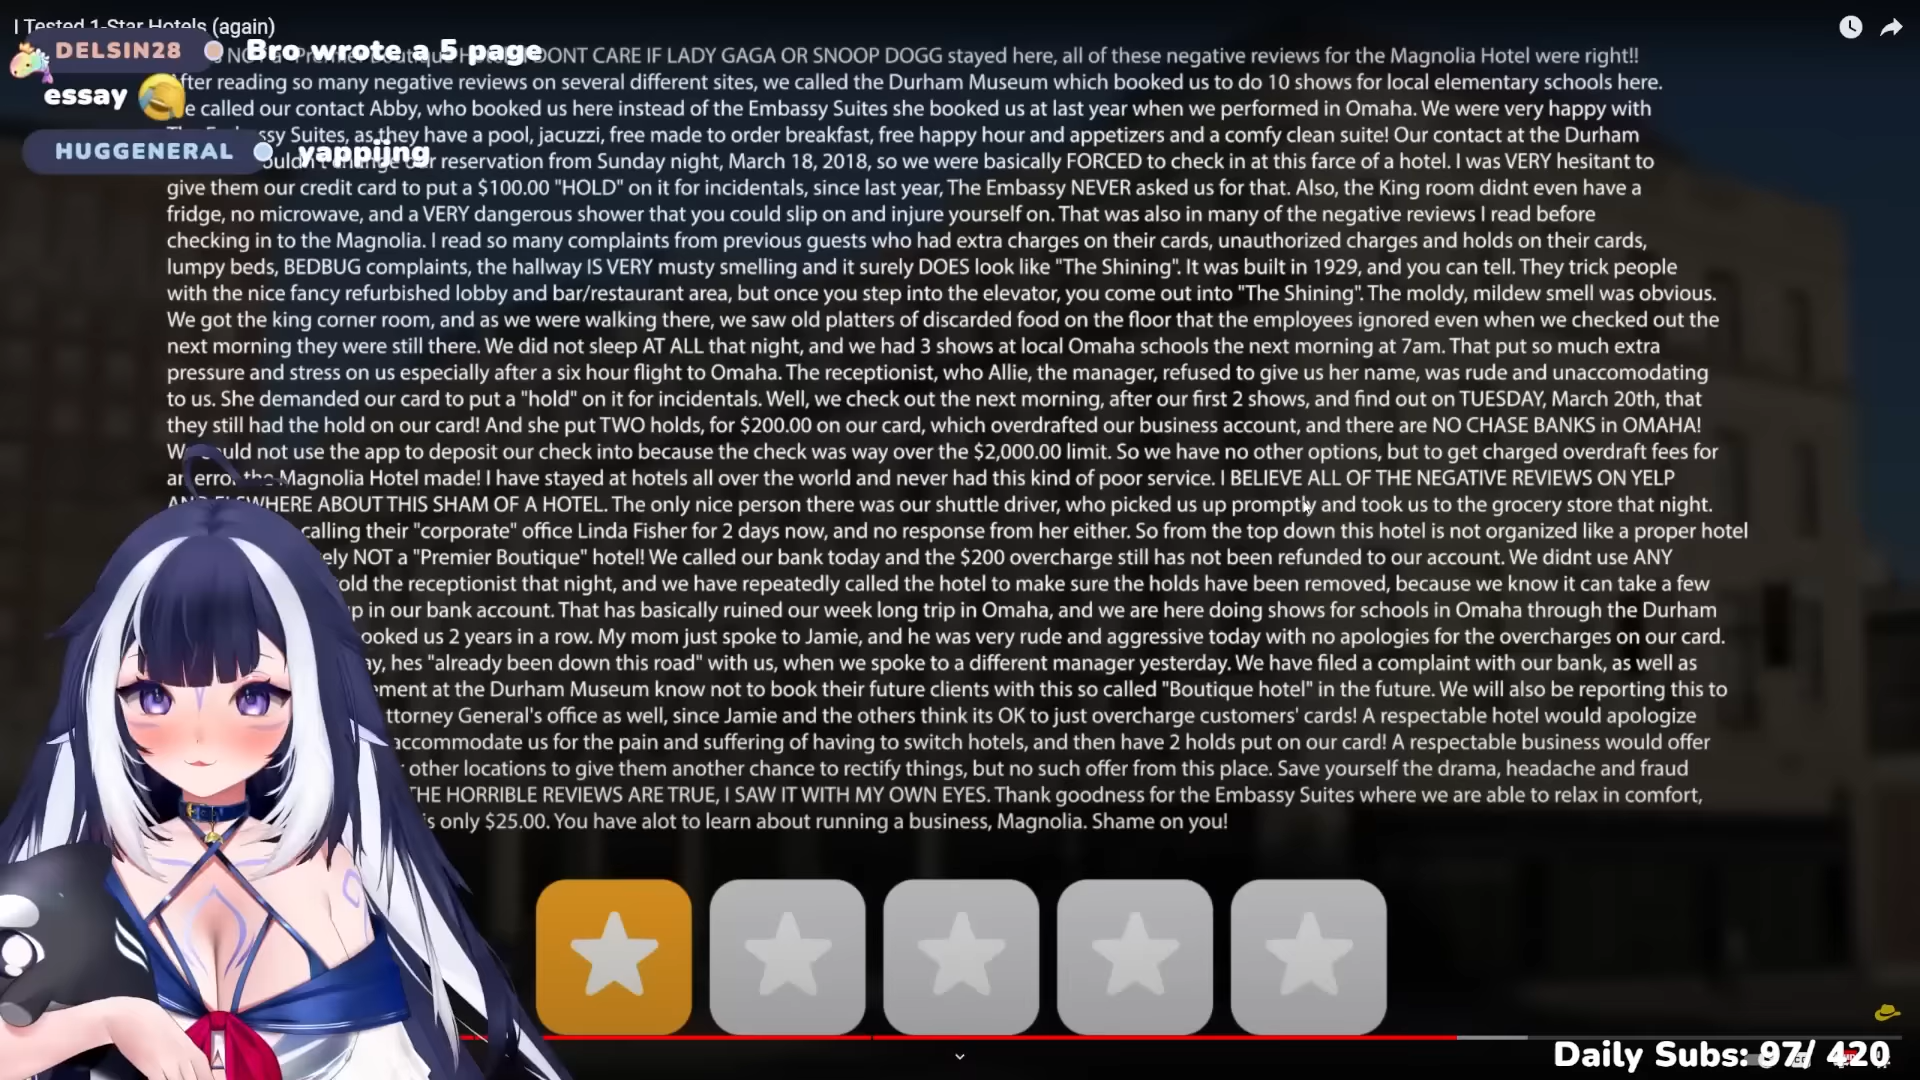 I Tested 1-Star Hotels (again)
DELSIN28 Bro wrote a 5 page
essay
HUGGENERAL yappijng
NOT a "Premier Boutique DONT CARE IF LADY GAGA OR SNOOP DOGG stayed here, all of these negative reviews for the Magnolia Hotel were right!!
After reading so many negative reviews on several different sites, we called the Durham Museum which booked us to do 10 shows for local elementary schools here.
We called our contact Abby, who booked us here instead of the Embassy Suites she booked us at last year when we performed in Omaha. We were very happy with
The Embassy Suites, as they have a pool, jacuzzi, free made to order breakfast, free happy hour and appetizers and a comfy clean suite! Our contact at the Durham
reservation from Sunday night, March 18, 2018, so we were basically FORCED to check in at this farce of a hotel. I was VERY hesitant to
give them our credit card to put a $100.00 "HOLD" on it for incidentals, since last year, The Embassy NEVER asked us for that. Also, the King room didnt even have a
fridge, no microwave, and a VERY dangerous shower that you could slip on and injure yourself on. That was also in many of the negative reviews I read before
checking in to the Magnolia. I read so many complaints from previous guests who had extra charges on their cards, unauthorized charges and holds on their cards,
lumpy beds, BEDBUG complaints, the hallway IS VERY musty smelling and it surely DOES look like "The Shining". It was built in 1929, and you can tell. They trick people
with the nice fancy refurbished lobby and bar/restaurant area, but once you step into the elevator, you come out into "The Shining". The moldy, mildew smell was obvious.
We got the king corner room, and as we were walking there, we saw old platters of discarded food on the floor that the employees ignored even when we checked out the
next morning they were still there. We did not sleep AT ALL that night, and we had 3 shows at local Omaha schools the next morning at 7am. That put so much extra
pressure and stress on us especially after a six hour flight to Omaha. The receptionist, who Allie, the manager, refused to give us her name, was rude and unaccomodating
to us. She demanded our card to put a "hold" on it for incidentals. Well, we check out the next morning, after our first 2 shows, and find out on TUESDAY, March 20th, that
they still had the hold on our card! And she put TWO holds, for $200.00 on our card, which overdrafted our business account, and there are NO CHASE BANKS in OMAHA!
We could not use the app to deposit our check into because the check was way over the $2,000.00 limit. So we have no other options, but to get charged overdraft fees for
an error the Magnolia Hotel made! I have stayed at hotels all over the world and never had this kind of poor service. I BELIEVE ALL OF THE NEGATIVE REVIEWS ON YELP
AND ELSWHERE ABOUT THIS SHAM OF A HOTEL. The only nice person there was our shuttle driver, who picked us up promptly and took us to the grocery store that night.
calling their "corporate" office Linda Fisher for 2 days now, and no response from her either. So from the top down this hotel is not organized like a proper hotel
ely NOT a "Premier Boutique" hotel! We called our bank today and the $200 overcharge still has not been refunded to our account. We didnt use ANY
told the receptionist that night, and we have repeatedly called the hotel to make sure the holds have been removed, because we know it can take a few
p in our bank account. That has basically ruined our week long trip in Omaha, and we are here doing shows for schools in Omaha through the Durham
ooked us 2 years in a row. My mom just spoke to Jamie, and he was very rude and aggressive today with no apologies for the overcharges on our card.
ay, hes "already been down this road" with us, when we spoke to a different manager yesterday. We have filed a complaint with our bank, as well as
ement at the Durham Museum know not to book their future clients with this so called "Boutique hotel" in the future. We will also be reporting this to
ttorney General's office as well, since Jamie and the others think its OK to just overcharge customers' cards! A respectable hotel would apologize
accommodate us for the pain and suffering of having to switch hotels, and then have 2 holds put on our card! A respectable business would offer
other locations to give them another chance to rectify things, but no such offer from this place. Save yourself the drama, headache and fraud
THE HORRIBLE REVIEWS ARE TRUE, I SAW IT WITH MY OWN EYES. Thank goodness for the Embassy Suites where we are able to relax in comfort,
is only $25.00. You have alot to learn about running a business, Magnolia. Shame on you!
Daily Subs: 97/ 420